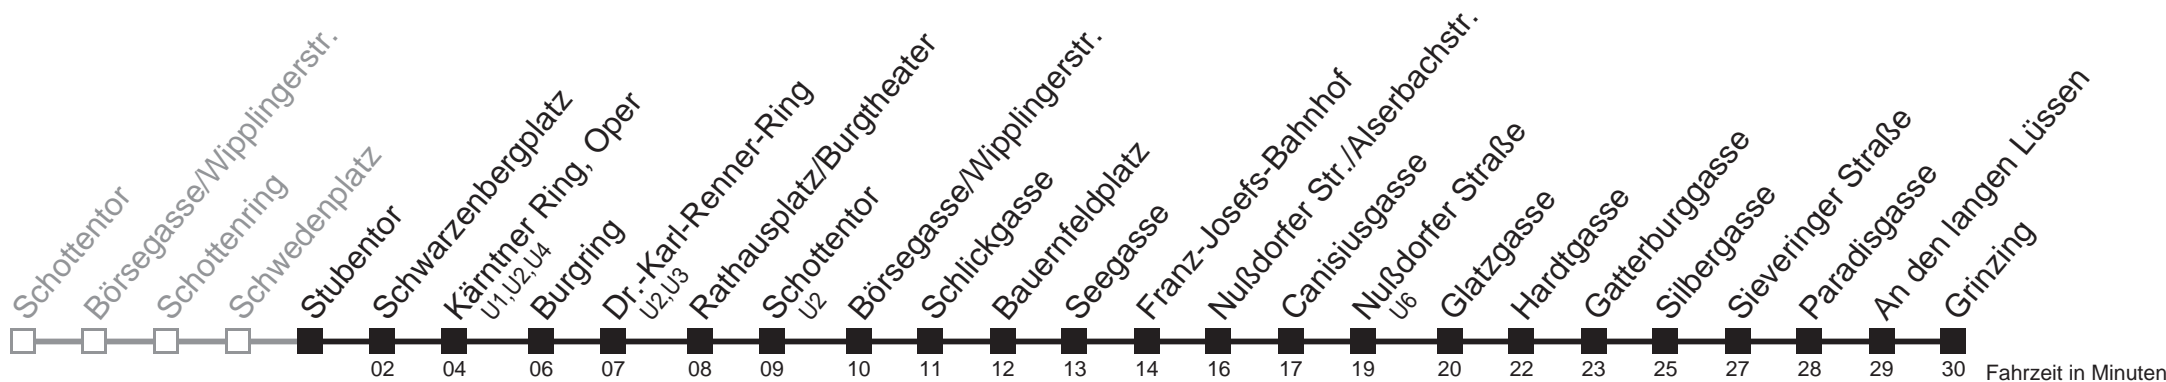 Schottentor
Börsegasse/Wipplingerstr.
Schottenring
Schwedenplatz
Stubentor
Schwarzenbergplatz
Kärntner Ring, Oper
U1,U2,U4
Burgring
Dr.-Karl-Renner-Ring
U2,U3
Rathausplatz/Burgtheater
Schottentor
U2
Börsegasse/Wipplingerstr.
Schlickgasse
Bauernfeldplatz
Seegasse
Franz-Josefs-Bahnhof
Nußdorfer Str./Alserbachstr.
Canisiusgasse
Nußdorfer Straße
U6
Glatzgasse
Hardtgasse
Gatterburggasse
Silbergasse
Sieveringer Straße
Paradisgasse
An den langen Lüssen
Grinzing
02 04 06 07 08 09 10 11 12 13 14 16 17 19 20 22 23 25 27 28 29 30 Fahrzeit in Minuten